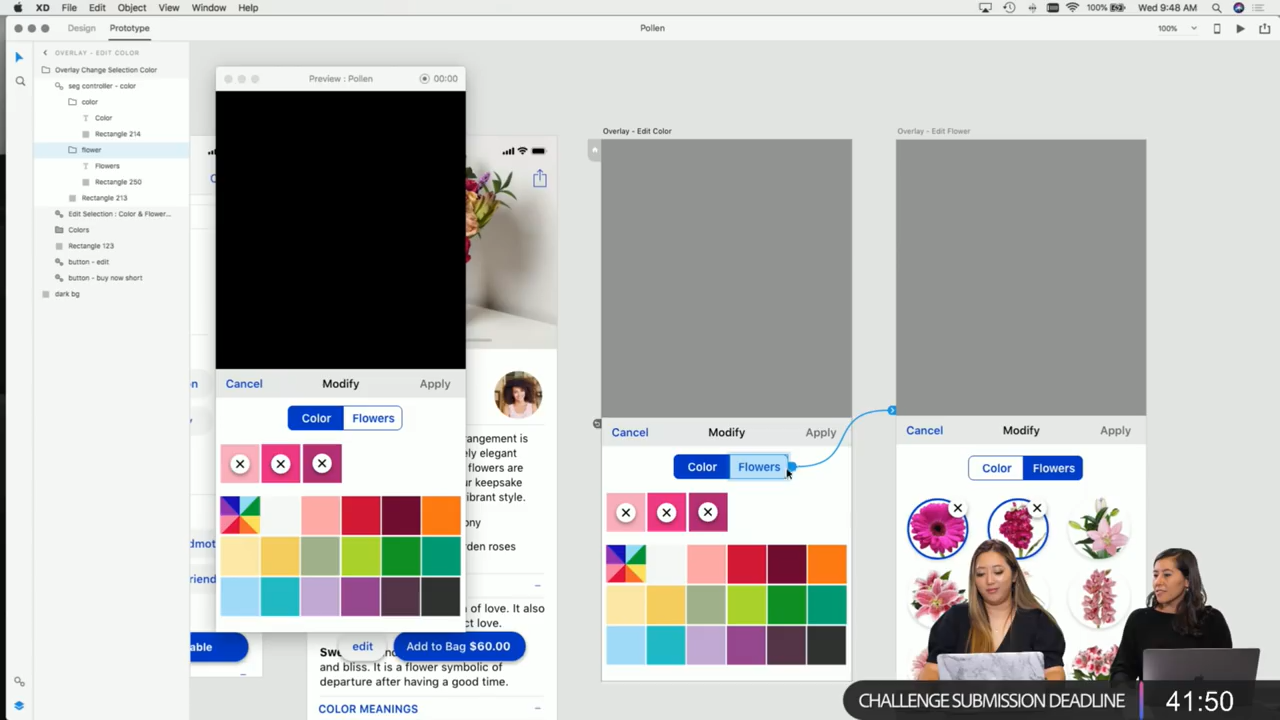 XD File Edit Object View Window Help
100% Wed 9:48 AM
Design Prototype
Pollen
100%
OVERLAY - EDIT COLOR
Overlay Change Selection Color
seg controller - color
color
Color
Rectangle 214
flower
Flowers
Rectangle 250
Rectangle 213
Edit Selection : Color & Flower...
Colors
Rectangle 123
button - edit
button - buy now short
dark bg
Preview : Pollen
00:00
Cancel Modify Apply
Color Flowers
rangement is
ely elegant
flowers are
ur keepsake
ibrant style.
ony
rden roses
n of love. It also
ct love.
edit
Add to Bag $60.00
Swe
and bliss. It is a flower symbolic of
departure after having a good time.
COLOR MEANINGS
dmot
riend
able
Overlay - Edit Color
Cancel Modify Apply
Color Flowers
Overlay - Edit Flower
Cancel Modify Apply
Color Flowers
CHALLENGE SUBMISSION DEADLINE 41:50